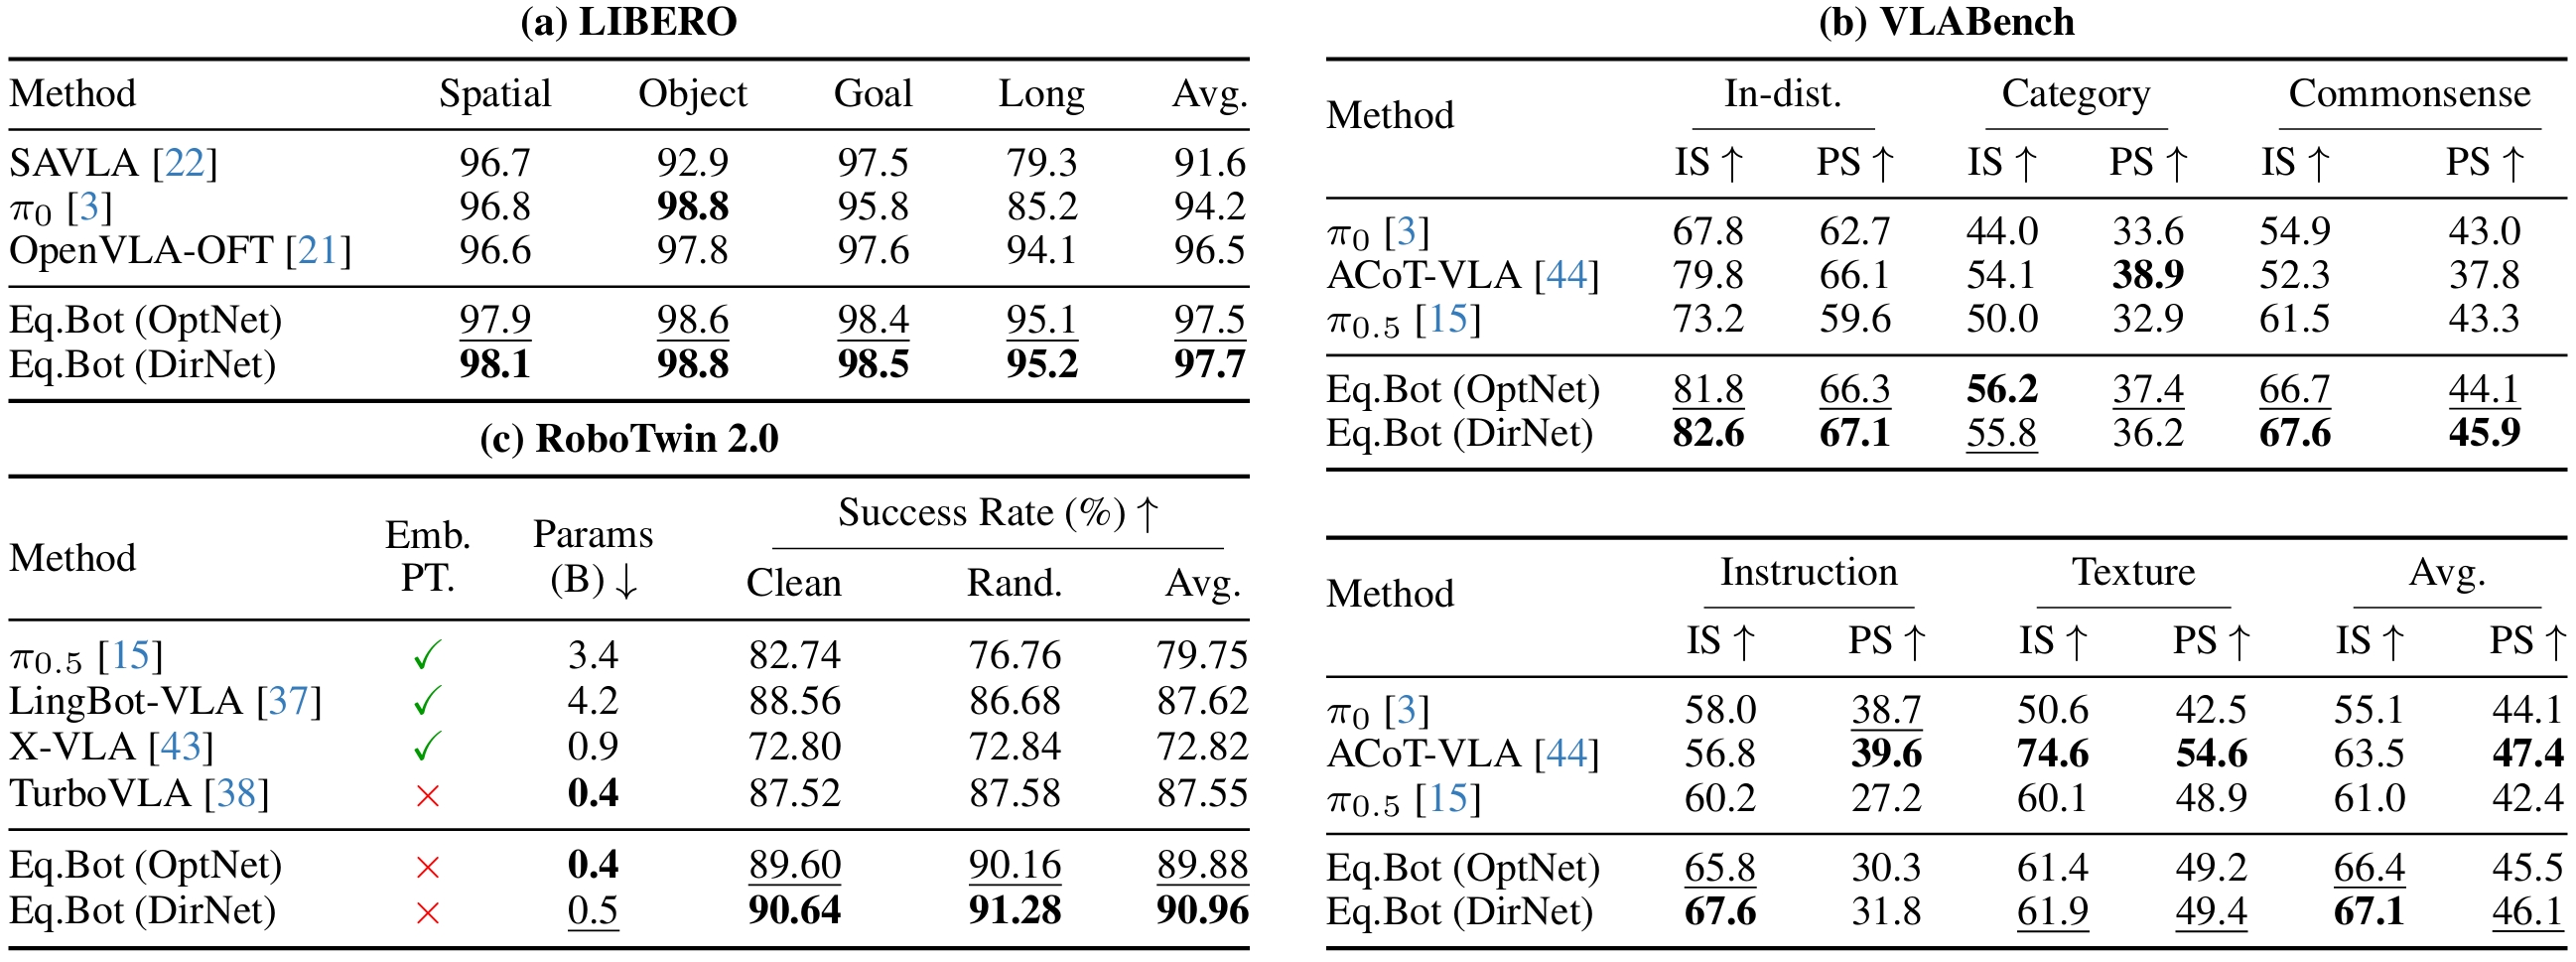 (a) LIBERO
Method Spatial Object Goal Long Avg.
SAVLA [22] 96.7 92.9 97.5 79.3 91.6
π0 [3] 96.8 98.8 95.8 85.2 94.2
OpenVLA-OFT [21] 96.6 97.8 97.6 94.1 96.5
Eq.Bot (OptNet) 97.9 98.6 98.4 95.1 97.5
Eq.Bot (DirNet) 98.1 98.8 98.5 95.2 97.7
(c) RoboTwin 2.0
Method Emb. PT. Params (B) ↓ Success Rate (%) ↑
Clean Rand. Avg.
π0.5 [15] ✓ 3.4 82.74 76.76 79.75
LingBot-VLA [37] ✓ 4.2 88.56 86.68 87.62
X-VLA [43] ✓ 0.9 72.80 72.84 72.82
TurboVLA [38] × 0.4 87.52 87.58 87.55
Eq.Bot (OptNet) × 0.4 89.60 90.16 89.88
Eq.Bot (DirNet) × 0.5 90.64 91.28 90.96
(b) VLABench
Method In-dist. Category Commonsense
IS ↑ PS ↑ IS ↑ PS ↑ IS ↑ PS ↑
π0 [3] 67.8 62.7 44.0 33.6 54.9 43.0
ACoT-VLA [44] 79.8 66.1 54.1 38.9 52.3 37.8
π0.5 [15] 73.2 59.6 50.0 32.9 61.5 43.3
Eq.Bot (OptNet) 81.8 66.3 56.2 37.4 66.7 44.1
Eq.Bot (DirNet) 82.6 67.1 55.8 36.2 67.6 45.9
Method Instruction Texture Avg.
IS ↑ PS ↑ IS ↑ PS ↑ IS ↑ PS ↑
π0 [3] 58.0 38.7 50.6 42.5 55.1 44.1
ACoT-VLA [44] 56.8 39.6 74.6 54.6 63.5 47.4
π0.5 [15] 60.2 27.2 60.1 48.9 61.0 42.4
Eq.Bot (OptNet) 65.8 30.3 61.4 49.2 66.4 45.5
Eq.Bot (DirNet) 67.6 31.8 61.9 49.4 67.1 46.1